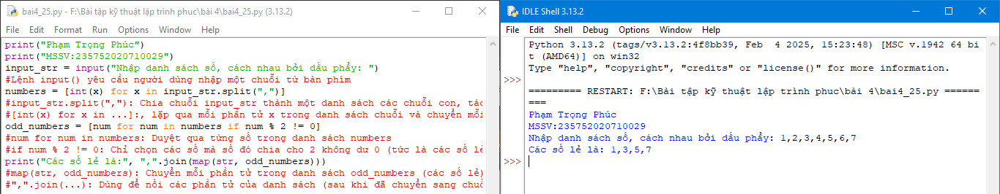 bai4_25.py - F:\Bài tập kỹ thuật lập trình phuc\bài 4\bai4_25.py (3.13.2)
File Edit Format Run Options Window Help
print("Phạm Trọng Phúc")
print("MSSV:235752020710029")
input_str = input("Nhập danh sách số, cách nhau bởi dấu phẩy: ")
#Lệnh input() yêu cầu người dùng nhập một chuỗi từ bàn phím
numbers = [int(x) for x in input_str.split(",")]
#input_str.split(","): Chia chuỗi input_str thành một danh sách các chuỗi con, tác
#[int(x) for x in ...]:, lặp qua mỗi phần tử x trong danh sách chuỗi và chuyển mỗi
odd_numbers = [num for num in numbers if num % 2 != 0]
#num for num in numbers: Duyệt qua từng số trong danh sách numbers
#if num % 2 != 0: Chỉ chọn các số mà số đó chia cho 2 không dư 0 (tức là các số lẻ
print("Các số lẻ là:", ",".join(map(str, odd_numbers)))
#map(str, odd_numbers): Chuyển mỗi phần tử trong danh sách odd_numbers (các số lẻ)
#",".join(...): Dùng để nối các phần tử của danh sách (sau khi đã chuyển sang chuỗ
IDLE Shell 3.13.2
File Edit Shell Debug Options Window Help
Python 3.13.2 (tags/v3.13.2:4f8bb39, Feb  4 2025, 15:23:48) [MSC v.1942 64 bi
t (AMD64)] on win32
Type "help", "copyright", "credits" or "license()" for more information.
>>>
========= RESTART: F:\Bài tập kỹ thuật lập trình phuc\bài 4\bai4_25.py =======
===
Phạm Trọng Phúc
MSSV:235752020710029
Nhập danh sách số, cách nhau bởi dấu phẩy: 1,2,3,4,5,6,7
Các số lẻ là: 1,3,5,7
>>>